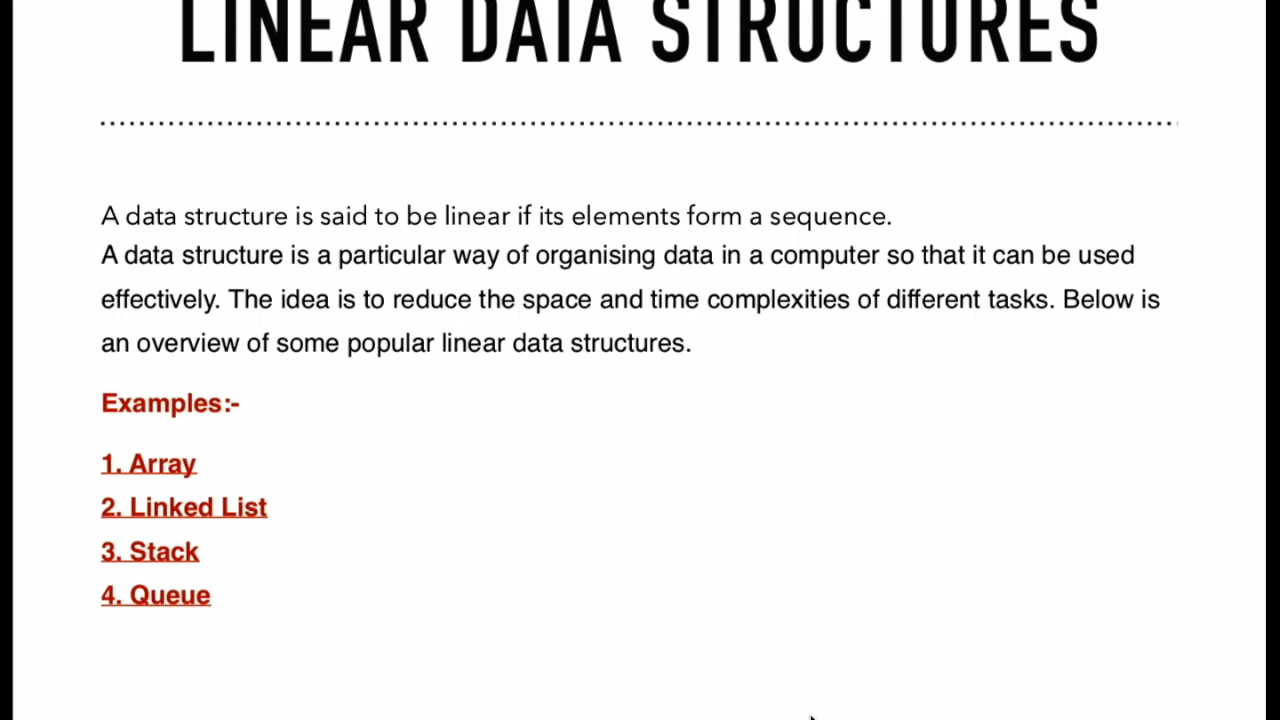 LINEAR DATA STRUCTURES
A data structure is said to be linear if its elements form a sequence.
A data structure is a particular way of organising data in a computer so that it can be used
effectively. The idea is to reduce the space and time complexities of different tasks. Below is
an overview of some popular linear data structures.
Examples:-
1. Array
2. Linked List
3. Stack
4. Queue